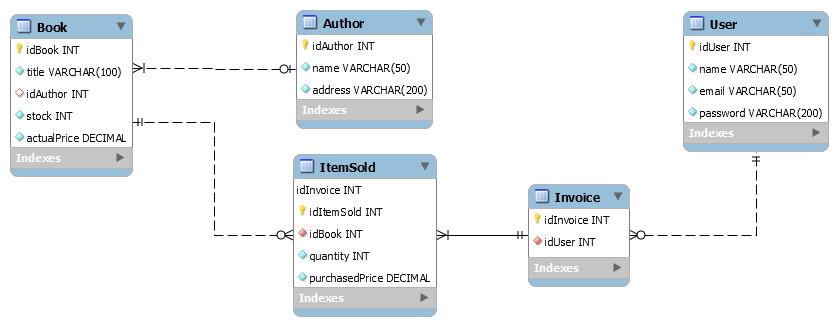 Book
idBook INT
title VARCHAR(100)
idAuthor INT
stock INT
actualPrice DECIMAL
Indexes
Author
idAuthor INT
name VARCHAR(50)
address VARCHAR(200)
Indexes
User
idUser INT
name VARCHAR(50)
email VARCHAR(50)
password VARCHAR(200)
Indexes
ItemSold
idInvoice INT
idItemSold INT
idBook INT
quantity INT
purchasedPrice DECIMAL
Indexes
Invoice
idInvoice INT
idUser INT
Indexes